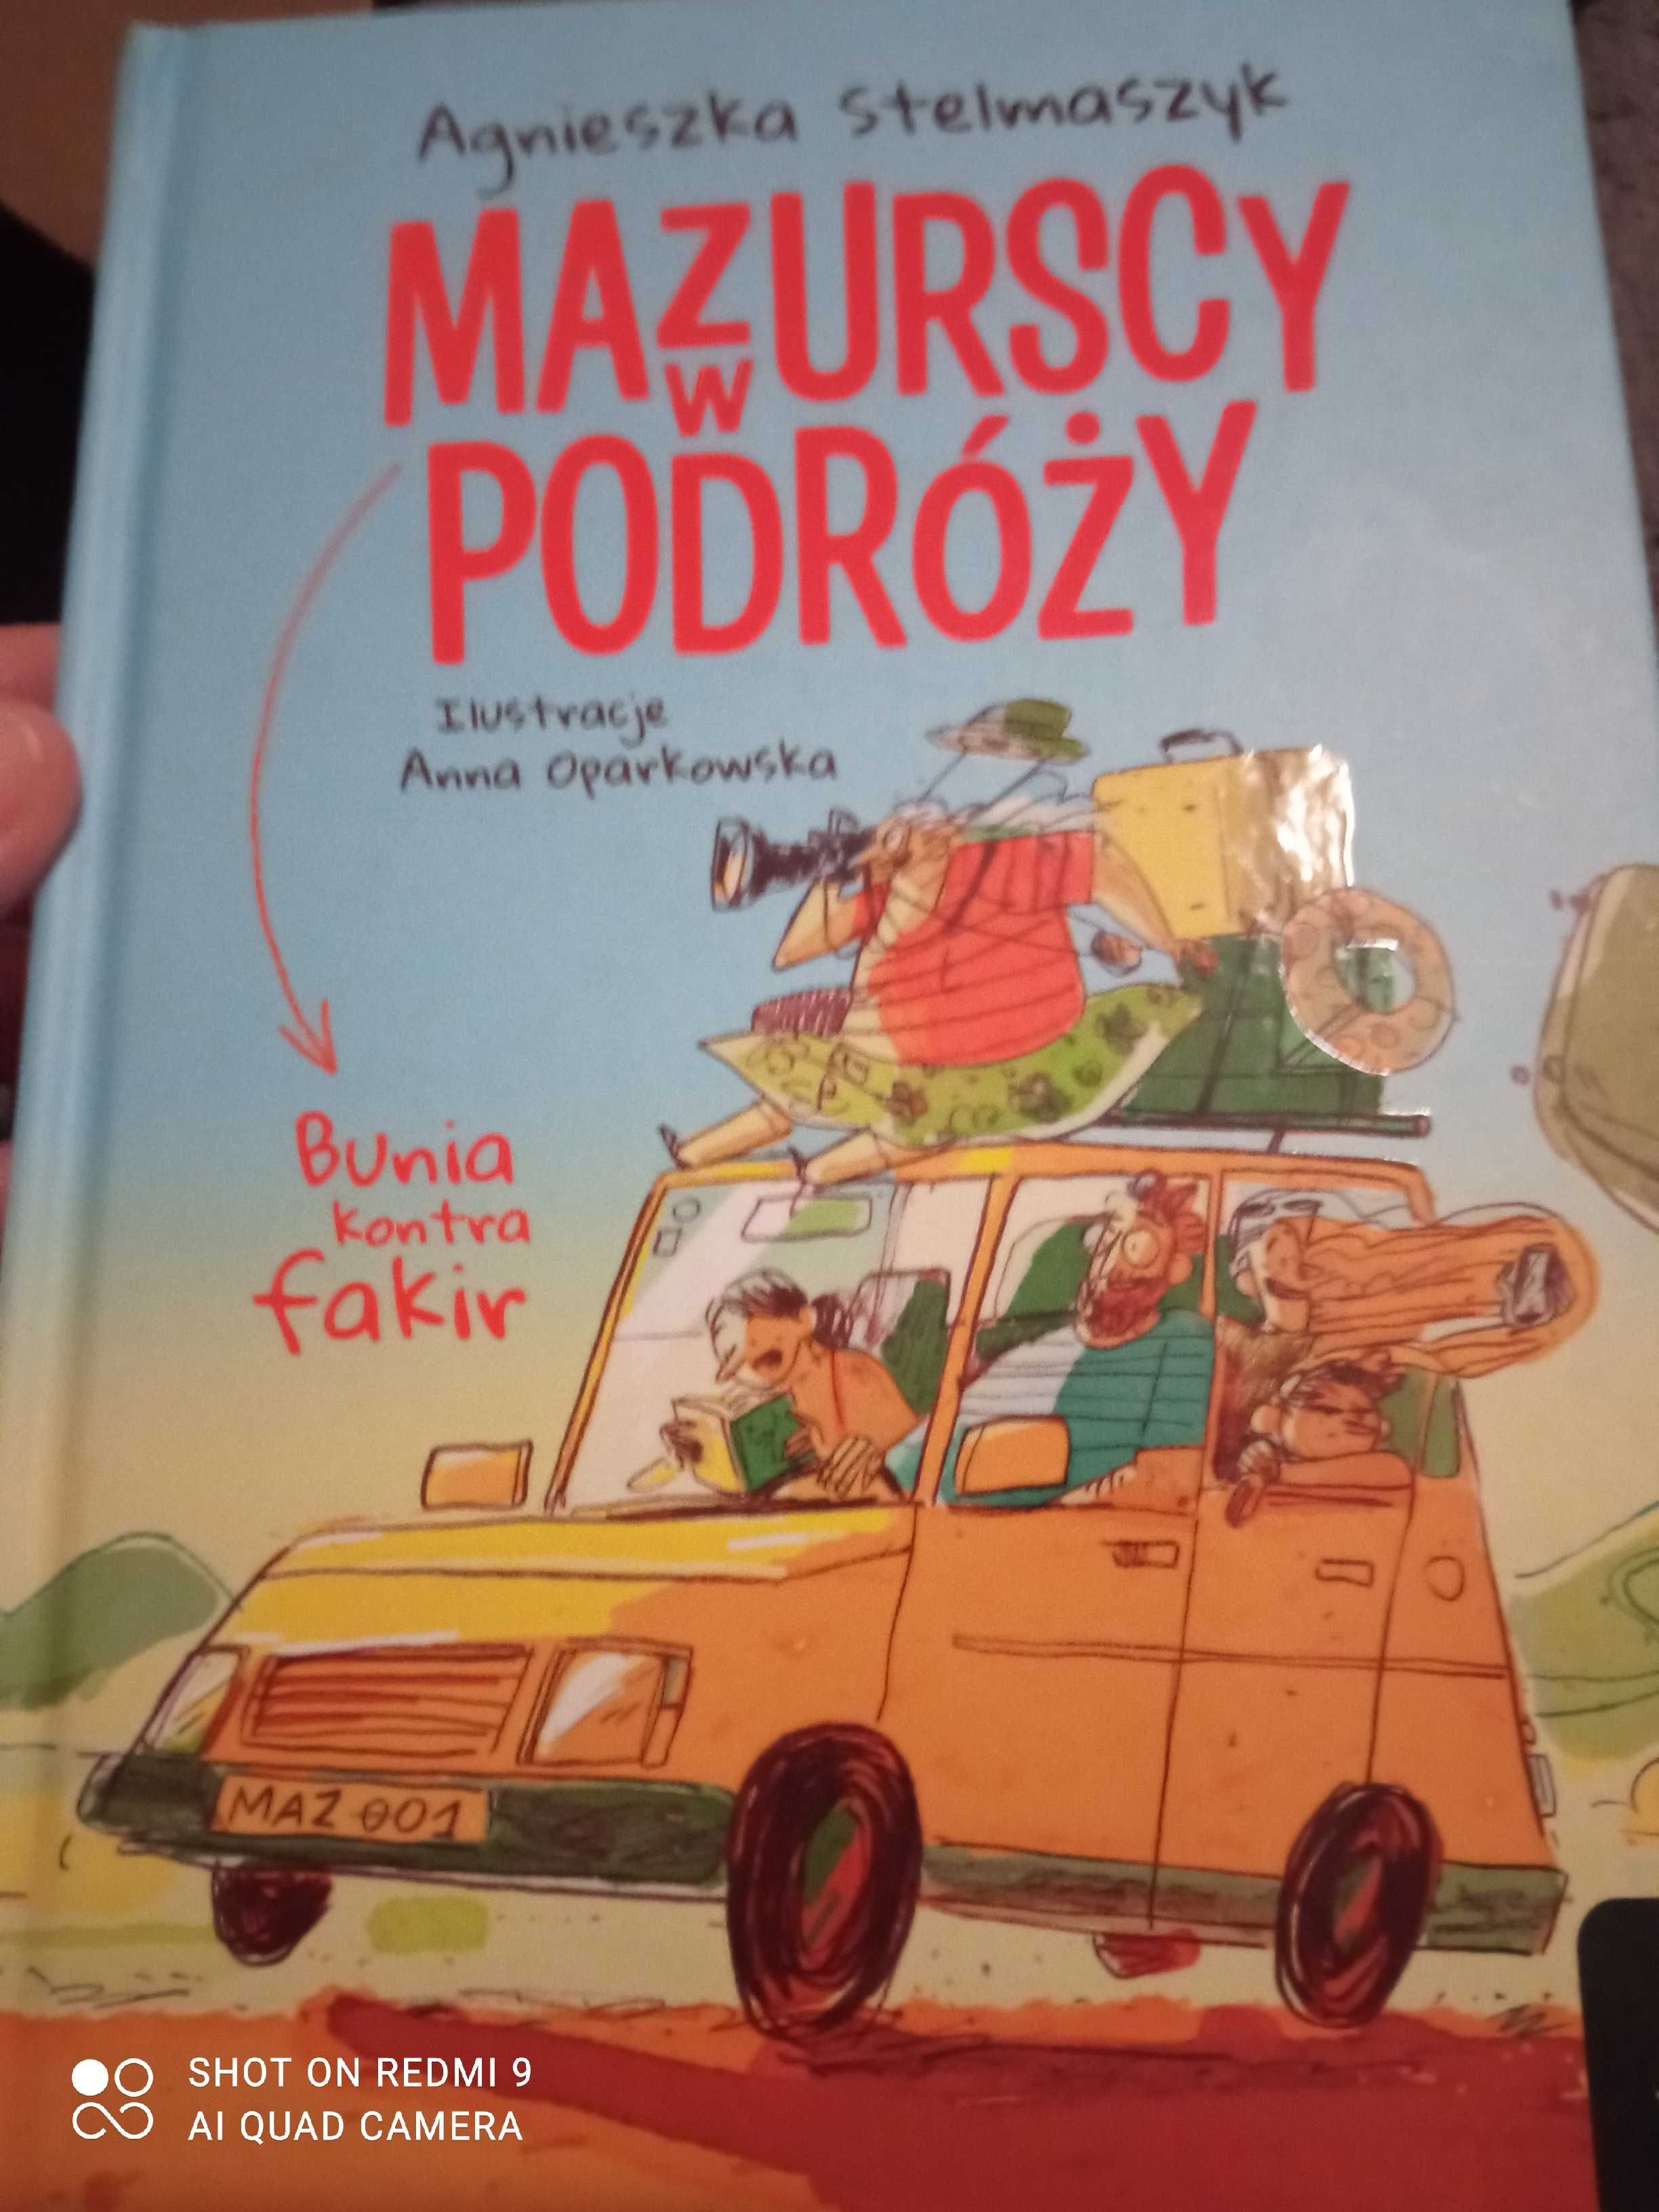 Agnieszka Stelmaszyk
MAZURSCY
W
PODRÓŻY
Ilustracje
Anna Oparkowska
Bunia
kontra
fakir
MAZ 001
SHOT ON REDMI 9
AI QUAD CAMERA